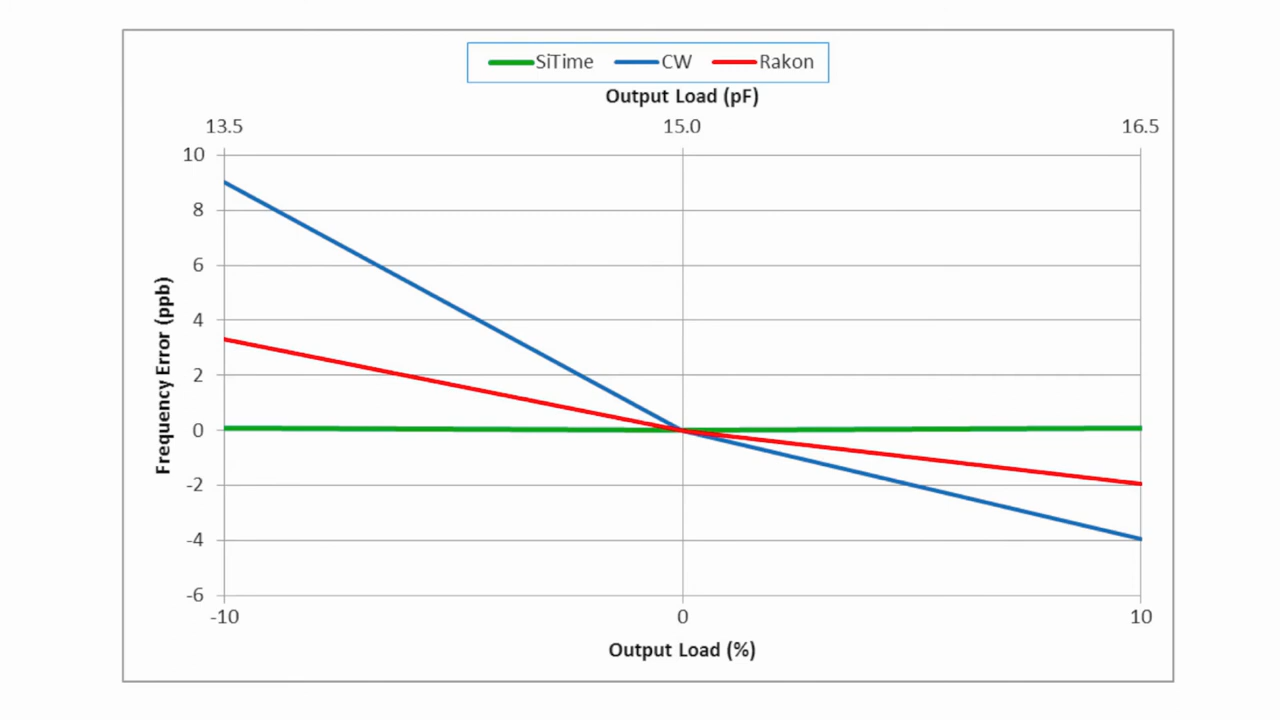 SiTime CW Rakon
Output Load (pF)
13.5 15.0 16.5
10
8
6
4
2
0
-2
-4
-6
Frequency Error (ppb)
-10 0 10
Output Load (%)